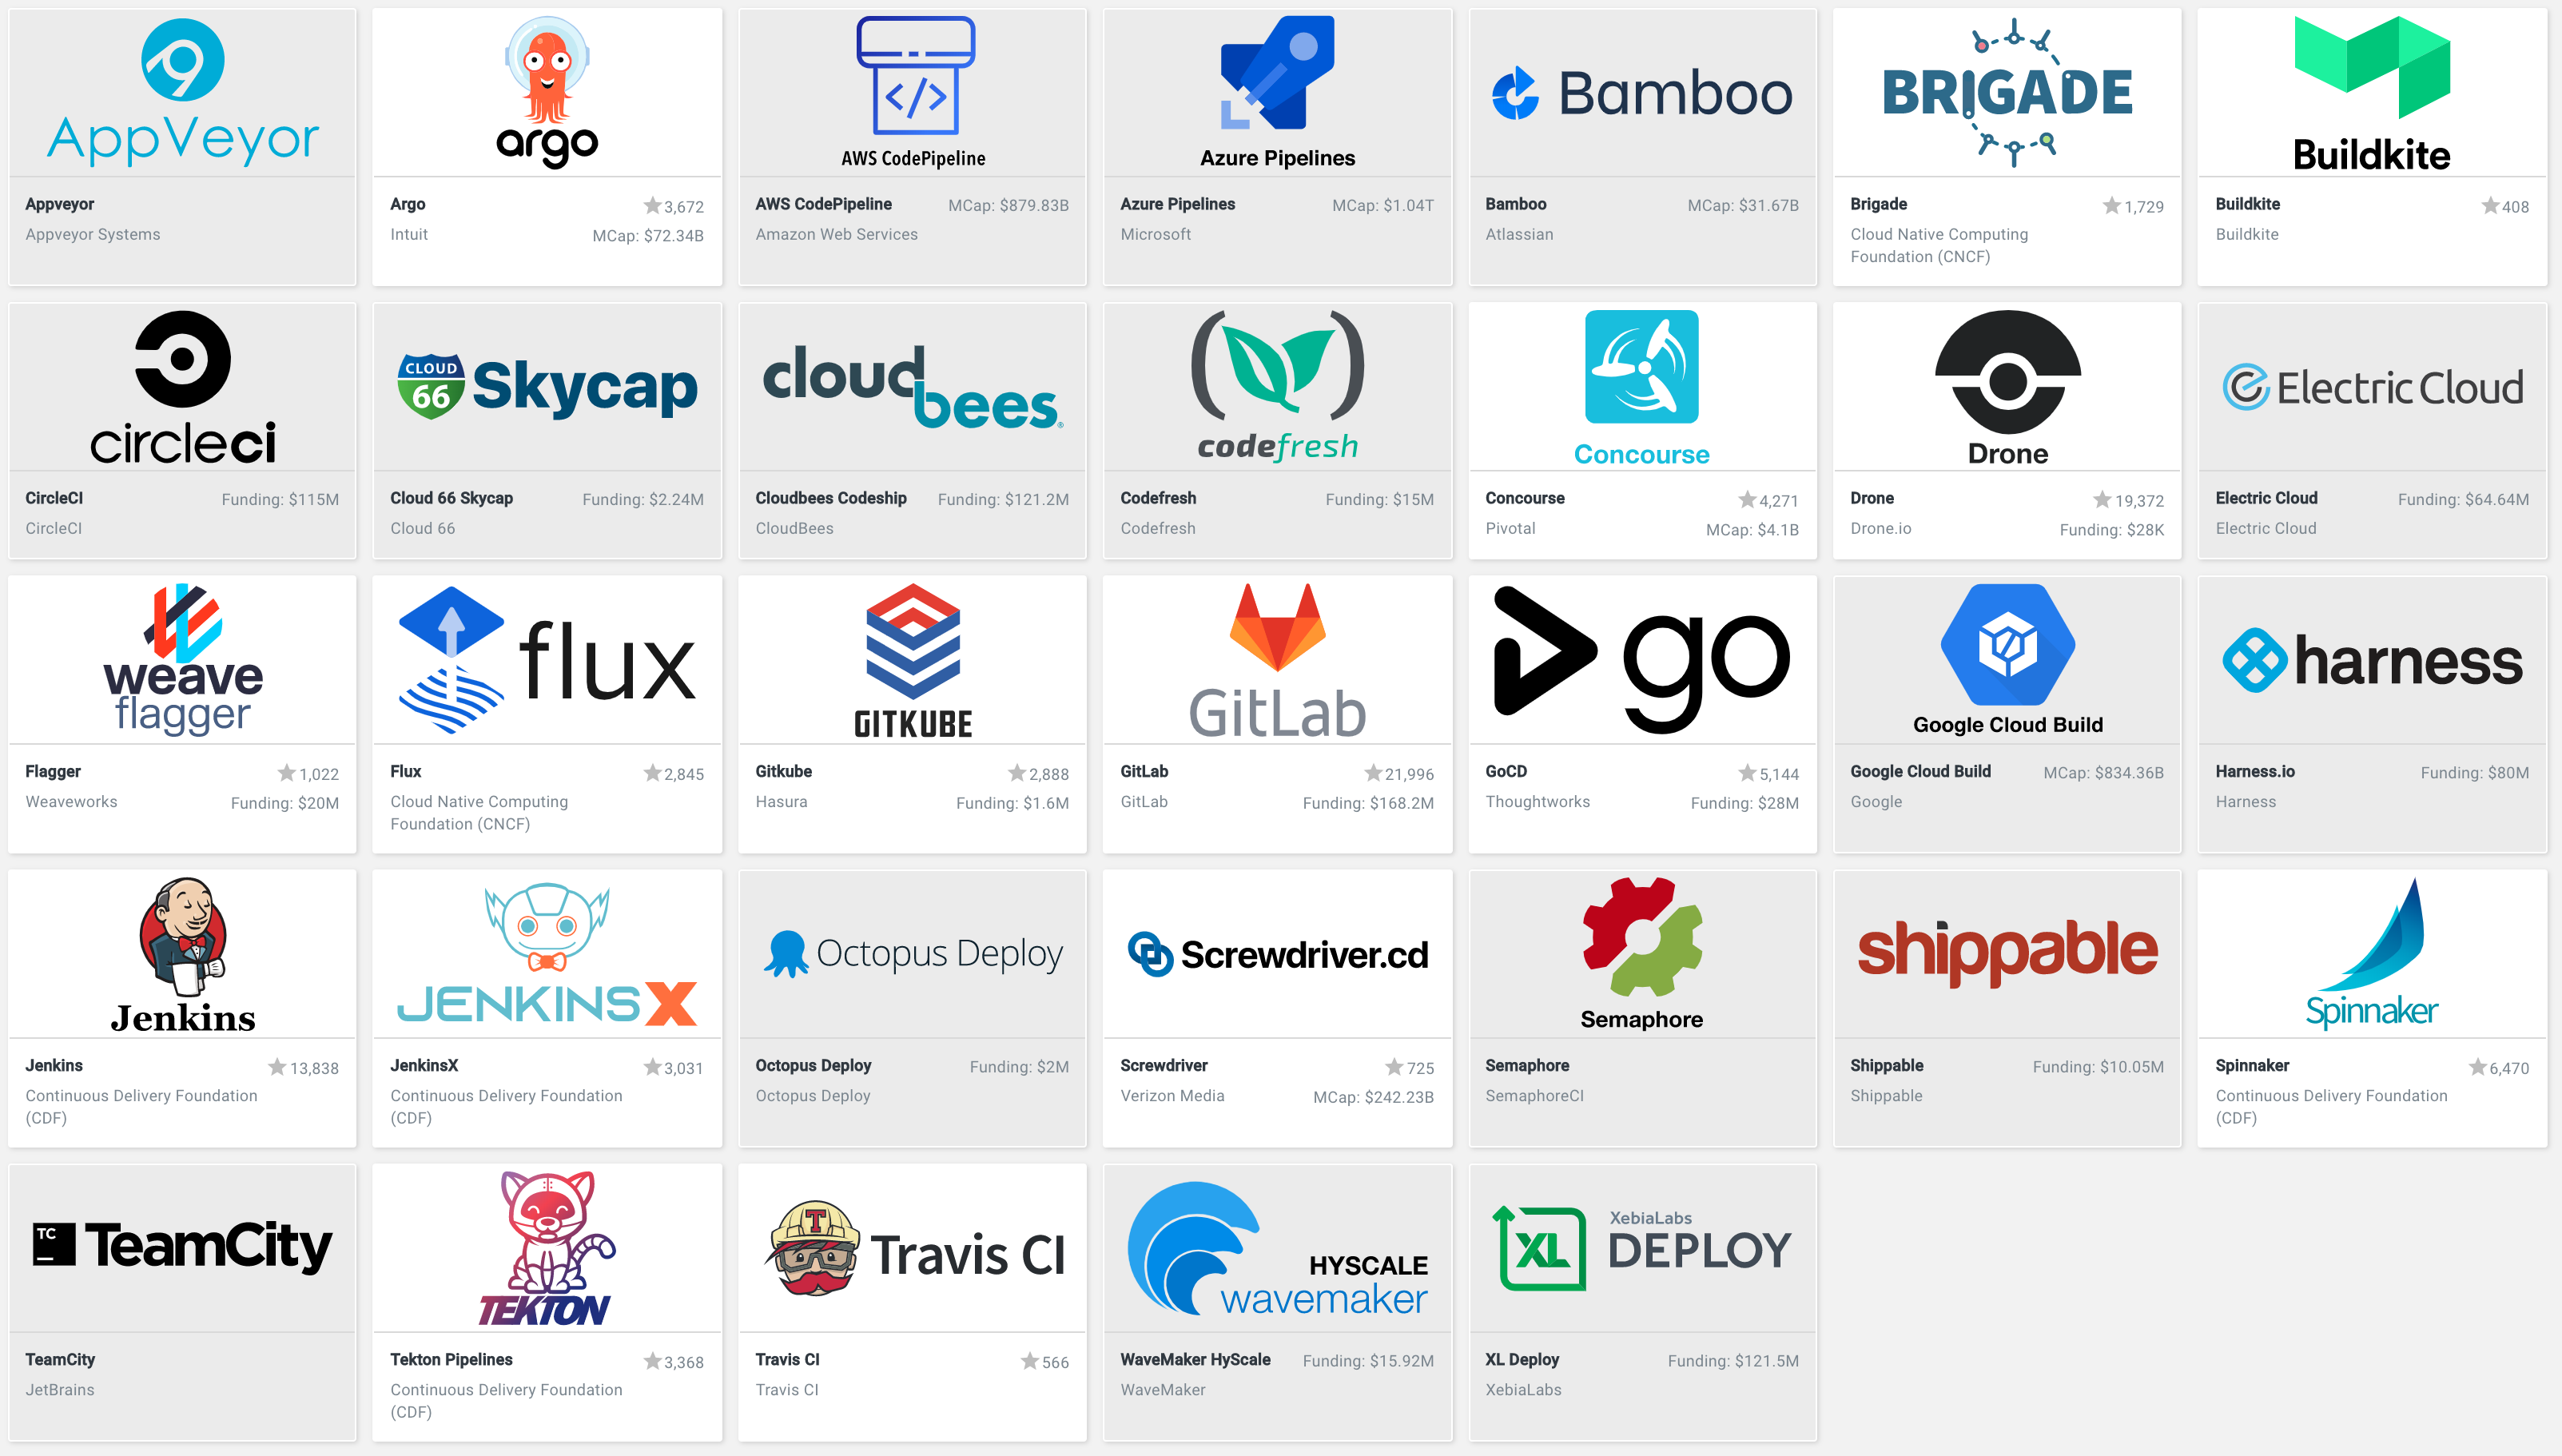 AppVeyor
Appveyor
Appveyor Systems
argo
Argo
3,672
Intuit
MCap: $72.34B
AWS CodePipeline
AWS CodePipeline
MCap: $879.83B
Amazon Web Services
Azure Pipelines
Azure Pipelines
MCap: $1.04T
Microsoft
Bamboo
Bamboo
MCap: $31.67B
Atlassian
BRIGADE
Brigade
1,729
Cloud Native Computing
Foundation (CNCF)
Buildkite
Buildkite
408
Buildkite
circleci
CircleCI
Funding: $115M
CircleCI
CLOUD
66
Skycap
Cloud 66 Skycap
Funding: $2.24M
Cloud 66
cloud
bees®
Cloudbees Codeship
Funding: $121.2M
CloudBees
codefresh
Codefresh
Funding: $15M
Codefresh
Concourse
Concourse
4,271
Pivotal
MCap: $4.1B
Drone
Drone
19,372
Drone.io
Funding: $28K
Electric Cloud
Electric Cloud
Funding: $64.64M
Electric Cloud
weave
flagger
Flagger
1,022
Weaveworks
Funding: $20M
flux
Flux
2,845
Cloud Native Computing
Foundation (CNCF)
GITKUBE
Gitkube
2,888
Hasura
Funding: $1.6M
GitLab
GitLab
21,996
GitLab
Funding: $168.2M
go
GoCD
5,144
Thoughtworks
Funding: $28M
Google Cloud Build
Google Cloud Build
MCap: $834.36B
Google
harness
Harness.io
Funding: $80M
Harness
Jenkins
Jenkins
13,838
Continuous Delivery Foundation
(CDF)
JENKINS X
JenkinsX
3,031
Continuous Delivery Foundation
(CDF)
Octopus Deploy
Octopus Deploy
Funding: $2M
Octopus Deploy
Screwdriver.cd
Screwdriver
725
Verizon Media
MCap: $242.23B
Semaphore
Semaphore
SemaphoreCI
shippable
Shippable
Funding: $10.05M
Shippable
Spinnaker
Spinnaker
6,470
Continuous Delivery Foundation
(CDF)
TC
TeamCity
TeamCity
JetBrains
TEKTON
Tekton Pipelines
3,368
Continuous Delivery Foundation
(CDF)
T
Travis CI
Travis CI
566
Travis CI
HYSCALE
wavemaker
WaveMaker HyScale
Funding: $15.92M
WaveMaker
XL
XebiaLabs
DEPLOY
XL Deploy
Funding: $121.5M
XebiaLabs